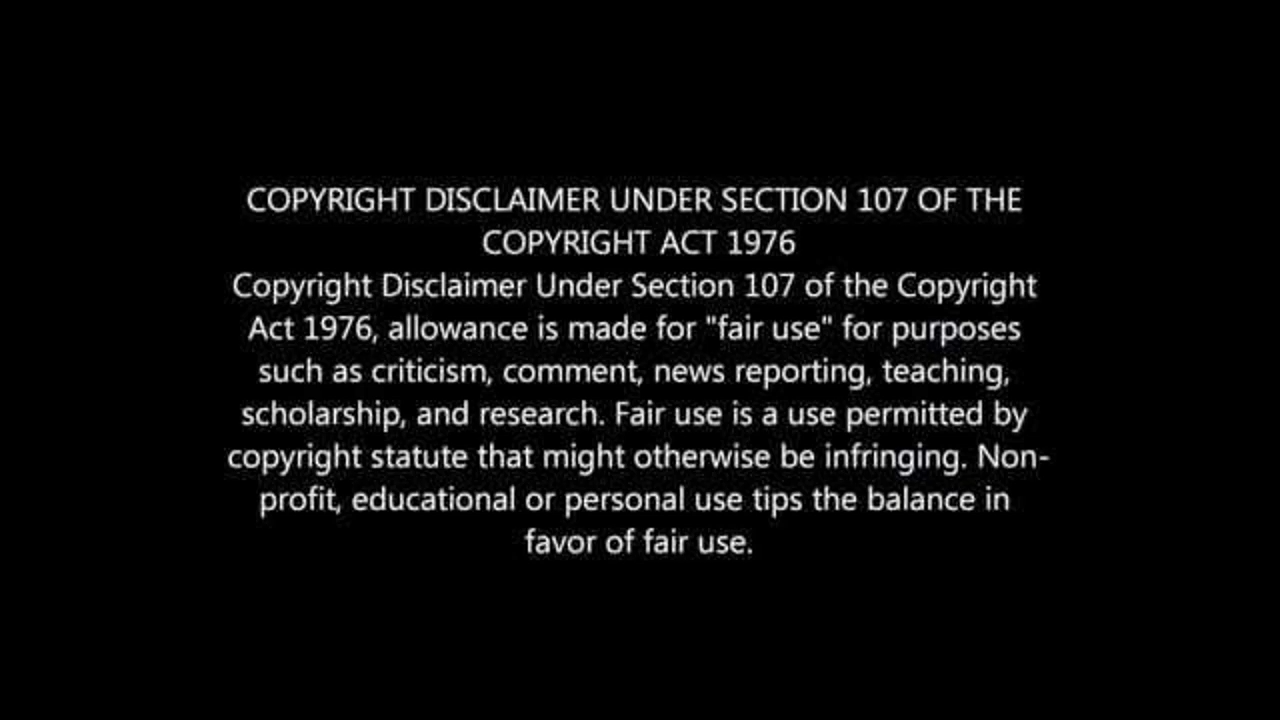 COPYRIGHT DISCLAIMER UNDER SECTION 107 OF THE
COPYRIGHT ACT 1976
Copyright Disclaimer Under Section 107 of the Copyright
Act 1976, allowance is made for "fair use" for purposes
such as criticism, comment, news reporting, teaching,
scholarship, and research. Fair use is a use permitted by
copyright statute that might otherwise be infringing. Non-
profit, educational or personal use tips the balance in
favor of fair use.